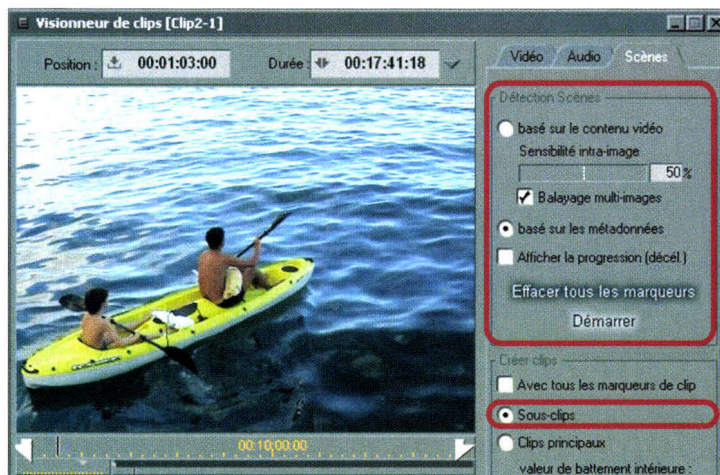 Visionneur de clips [Clip2-1]
Position : 00:01:03:00 Durée : 00:17:41:18
Vidéo Audio Scènes
Détection Scènes
basé sur le contenu vidéo
Sensibilité intra-image
50 %
Balayage multi-images
basé sur les métadonnées
Afficher la progression (décél.)
Effacer tous les marqueurs
Démarrer
Créer clips
Avec tous les marqueurs de clip
Sous-clips
Clips principaux
valeur de battement intérieure :
00:10:00:00